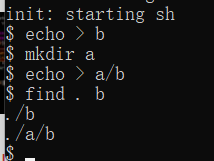 init: starting sh
$ echo > b
$ mkdir a
$ echo > a/b
$ find . b
./b
./a/b
$